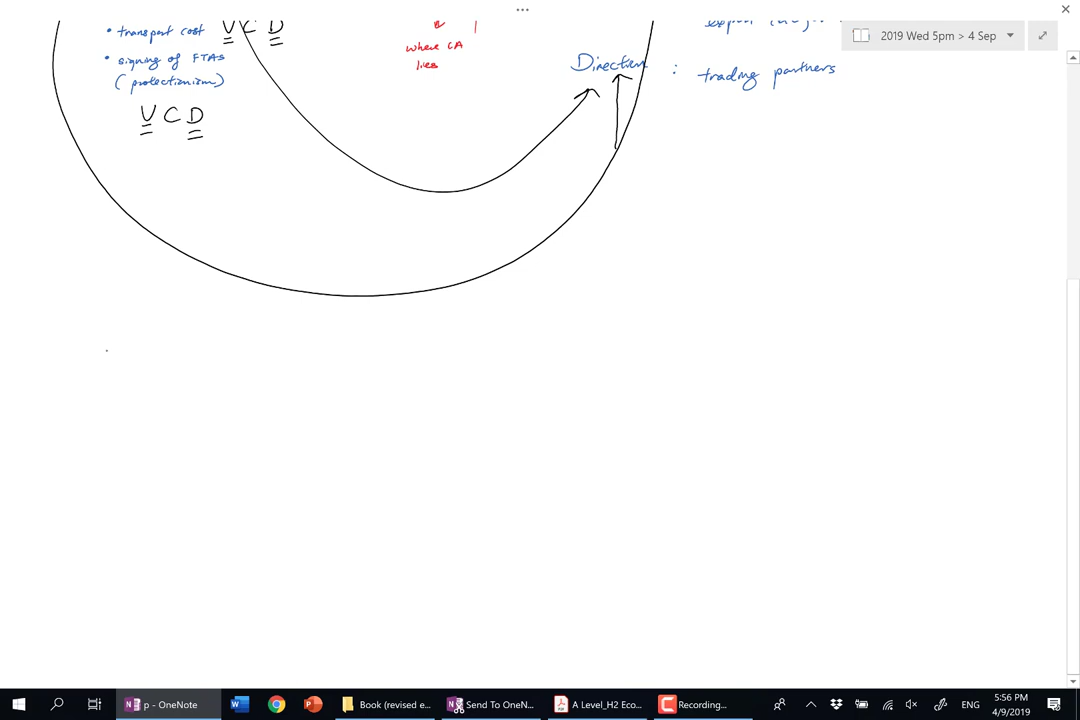 • transport cost V C D
• signing of FTAs
(protectionism)
V C D
where CA
lies
Direction : trading partners
2019 Wed 5pm > 4 Sep
p - OneNote
Book (revised e...
Send To OneN...
A Level_H2 Eco...
Recording...
ENG
5:56 PM
4/9/2019